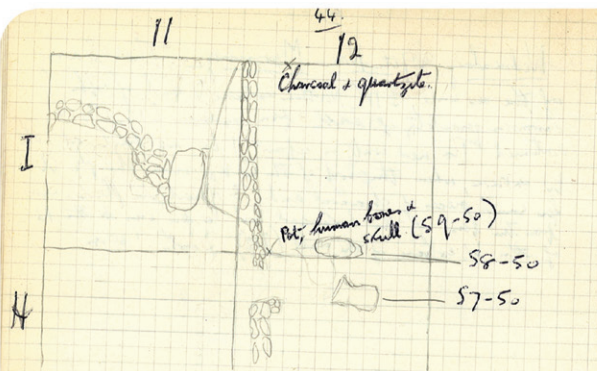 44.
11
12
Charcoal & quartzite.
I
Pot, human bones &
skull (59-50)
58-50
H
57-50